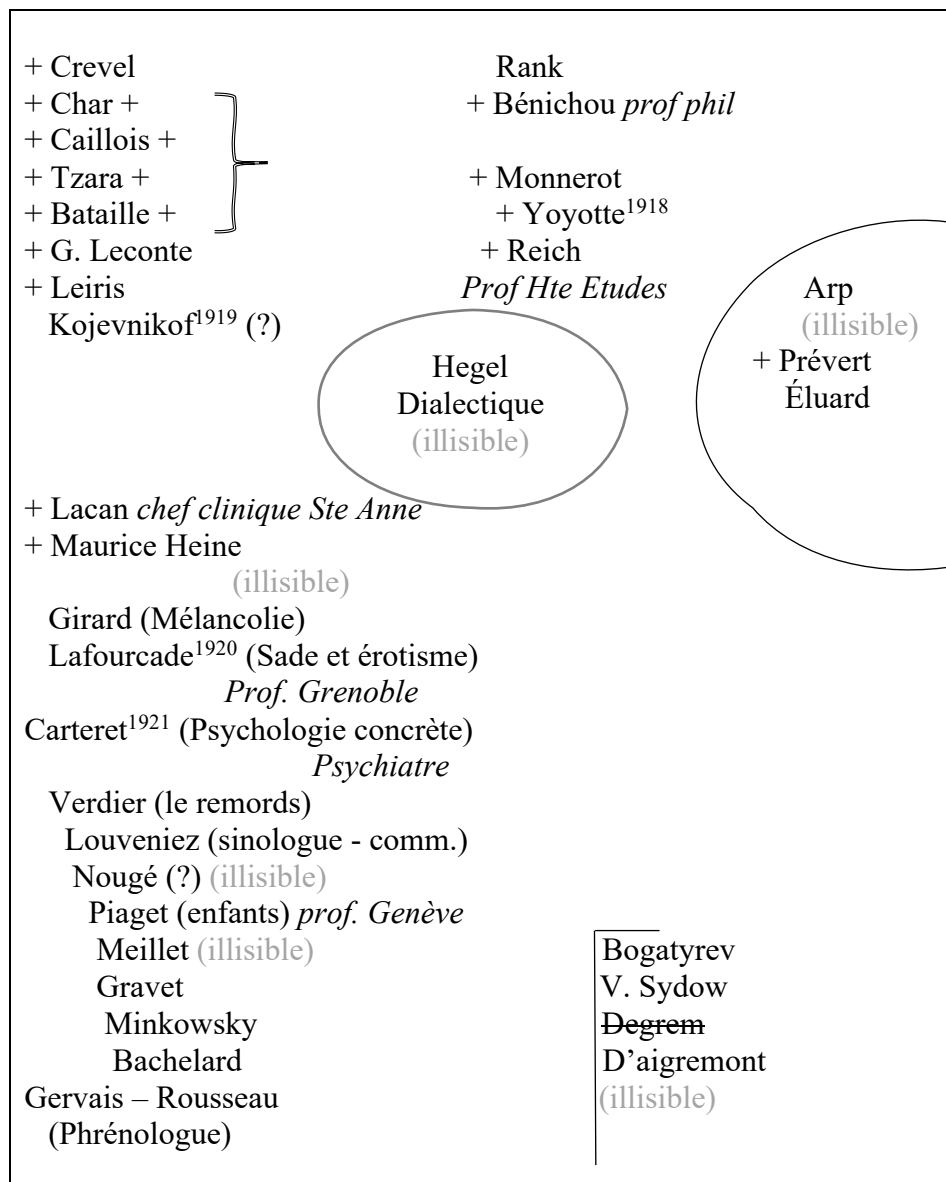 + Crevel
+ Char +
+ Caillois +
+ Tzara +
+ Bataille +
+ G. Leconte
+ Leiris
Kojevnikof1919 (?)
Rank
+ Bénichou prof phil
+ Monnerot
+ Yoyotte1918
+ Reich
Prof Hte Etudes
Arp
(illisible)
+ Prévert
Éluard
Hegel
Dialectique
(illisible)
+ Lacan chef clinique Ste Anne
+ Maurice Heine
(illisible)
Girard (Mélancolie)
Lafourcade1920 (Sade et érotisme)
Prof. Grenoble
Carteret1921 (Psychologie concrète)
Psychiatre
Verdier (le remords)
Louveniez (sinologue - comm.)
Nougé (?) (illisible)
Piaget (enfants) prof. Genève
Meillet (illisible)
Gravet
Minkowsky
Bachelard
Gervais – Rousseau
(Phrénologue)
Bogatyrev
V. Sydow
Degrem
D’aigremont
(illisible)